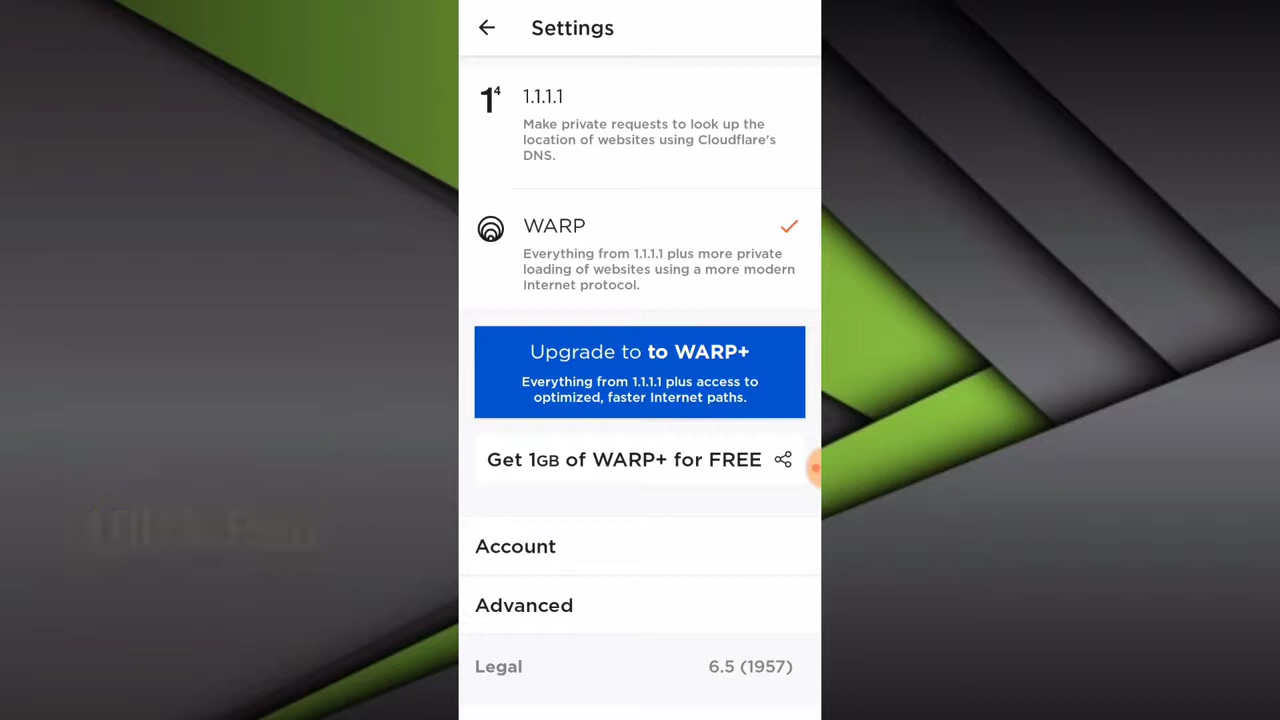 Settings
1.1.1.1
Make private requests to look up the
location of websites using Cloudflare's
DNS.
WARP
Everything from 1.1.1.1 plus more private
loading of websites using a more modern
Internet protocol.
Upgrade to to WARP+
Everything from 1.1.1.1 plus access to
optimized, faster Internet paths.
Get 1GB of WARP+ for FREE
Account
Advanced
Legal 6.5 (1957)